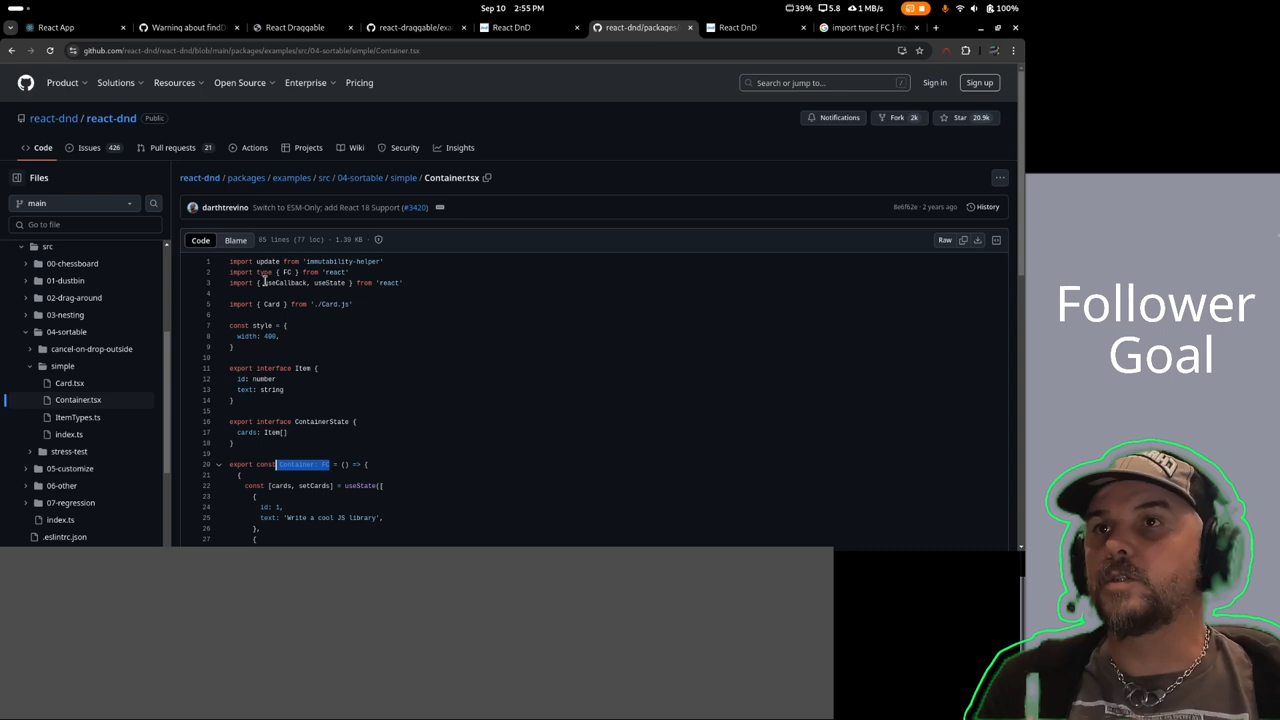 Sep 10 2:55 PM
39% 5.8 1 MB/s 100%
React App
Warning about findD
React Draggable
react-draggable/exa
React DnD
react-dnd/packages/
React DnD
import type { FC } fro
github.com/react-dnd/react-dnd/blob/main/packages/examples/src/04-sortable/simple/Container.tsx
Product Solutions Resources Open Source Enterprise Pricing
Search or jump to... /
Sign in
Sign up
react-dnd / react-dnd Public
Notifications
Fork 2k
Star 20.9k
Code
Issues 426
Pull requests 21
Actions
Projects
Wiki
Security
Insights
Files
main
Go to file
src
00-chessboard
01-dustbin
02-drag-around
03-nesting
04-sortable
cancel-on-drop-outside
simple
Card.tsx
Container.tsx
ItemTypes.ts
index.ts
stress-test
05-customize
06-other
07-regression
index.ts
.eslintrc.json
react-dnd / packages / examples / src / 04-sortable / simple / Container.tsx
darthtrevino Switch to ESM-Only; add React 18 Support (#3420)
8e6f62e · 2 years ago
History
Code Blame 85 lines (77 loc) · 1.39 KB
Raw
1 import update from 'immutability-helper'
2 import type { FC } from 'react'
3 import { useCallback, useState } from 'react'
4
5 import { Card } from './Card.js'
6
7 const style = {
8 width: 400,
9 }
10
11 export interface Item {
12 id: number
13 text: string
14 }
15
16 export interface ContainerState {
17 cards: Item[]
18 }
19
20 export const Container: FC = () => {
21 {
22 const [cards, setCards] = useState([
23 {
24 id: 1,
25 text: 'Write a cool JS library',
26 },
27 {
Follower
Goal